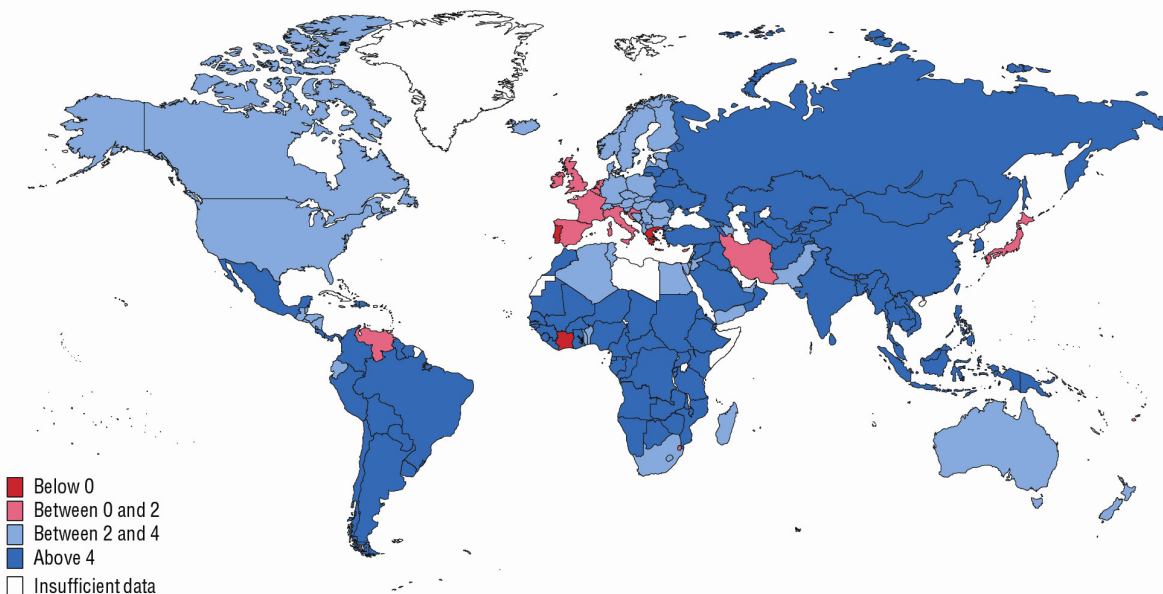 Below 0
Between 0 and 2
Between 2 and 4
Above 4
Insufficient data